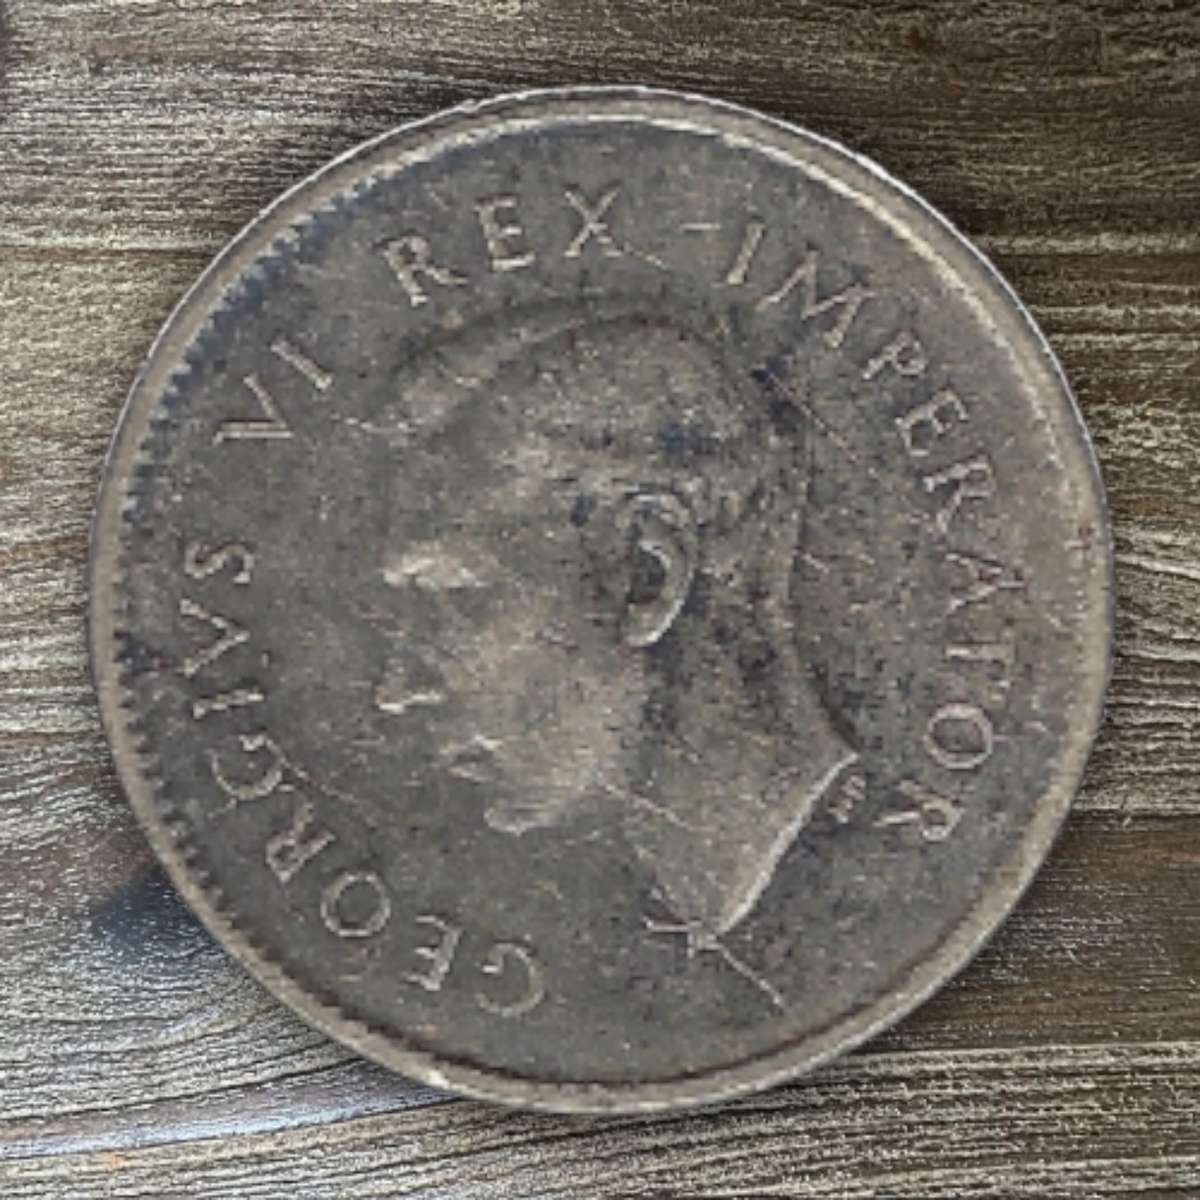 GEORGIVS VI REX IMPERATOR